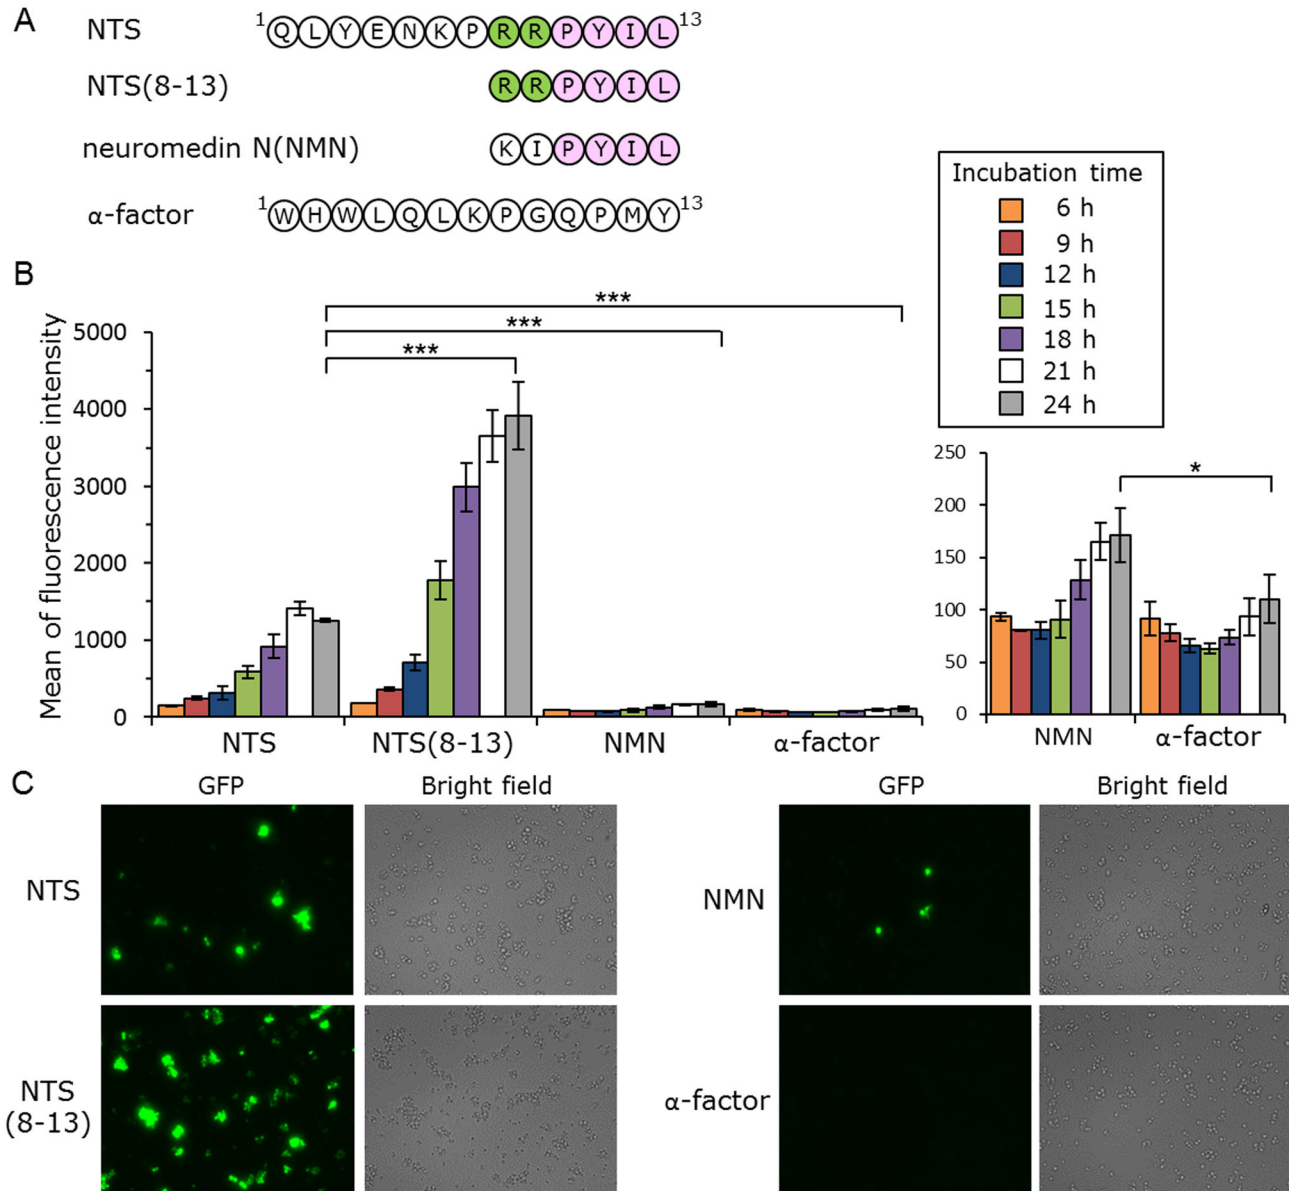 A
NTS 1 Q L Y E N K P R R P Y I L 13
NTS(8-13) R R P Y I L
neuromedin N(NMN) K I P Y I L
α-factor 1 W H W L Q L K P G Q P M Y 13
Incubation time
6 h
9 h
12 h
15 h
18 h
21 h
24 h
B
Mean of fluorescence intensity
5000
4000
3000
2000
1000
0
***
***
***
NTS NTS(8-13) NMN α-factor
250
200
150
100
50
0
*
NMN α-factor
C
GFP Bright field GFP Bright field
NTS
NMN
NTS
(8-13)
α-factor